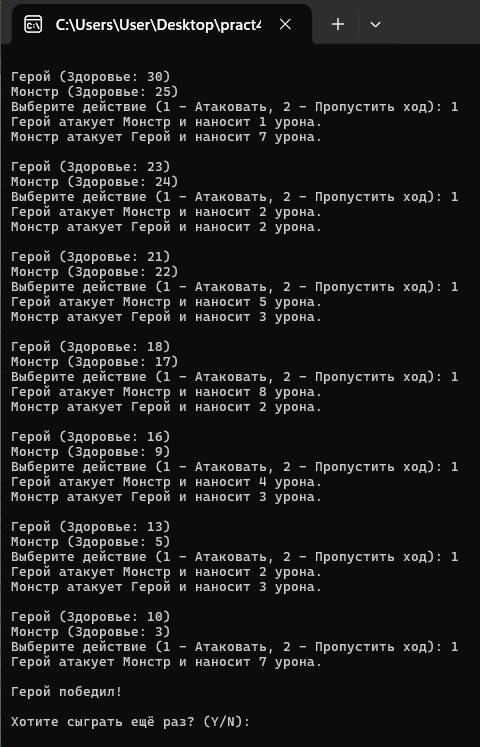 C:\Users\User\Desktop\pract4
Герой (Здоровье: 30)
Монстр (Здоровье: 25)
Выберите действие (1 – Атаковать, 2 – Пропустить ход): 1
Герой атакует Монстр и наносит 1 урона.
Монстр атакует Герой и наносит 7 урона.
Герой (Здоровье: 23)
Монстр (Здоровье: 24)
Выберите действие (1 – Атаковать, 2 – Пропустить ход): 1
Герой атакует Монстр и наносит 2 урона.
Монстр атакует Герой и наносит 2 урона.
Герой (Здоровье: 21)
Монстр (Здоровье: 22)
Выберите действие (1 – Атаковать, 2 – Пропустить ход): 1
Герой атакует Монстр и наносит 5 урона.
Монстр атакует Герой и наносит 3 урона.
Герой (Здоровье: 18)
Монстр (Здоровье: 17)
Выберите действие (1 – Атаковать, 2 – Пропустить ход): 1
Герой атакует Монстр и наносит 8 урона.
Монстр атакует Герой и наносит 2 урона.
Герой (Здоровье: 16)
Монстр (Здоровье: 9)
Выберите действие (1 – Атаковать, 2 – Пропустить ход): 1
Герой атакует Монстр и наносит 4 урона.
Монстр атакует Герой и наносит 3 урона.
Герой (Здоровье: 13)
Монстр (Здоровье: 5)
Выберите действие (1 – Атаковать, 2 – Пропустить ход): 1
Герой атакует Монстр и наносит 2 урона.
Монстр атакует Герой и наносит 3 урона.
Герой (Здоровье: 10)
Монстр (Здоровье: 3)
Выберите действие (1 – Атаковать, 2 – Пропустить ход): 1
Герой атакует Монстр и наносит 7 урона.
Герой победил!
Хотите сыграть ещё раз? (Y/N):